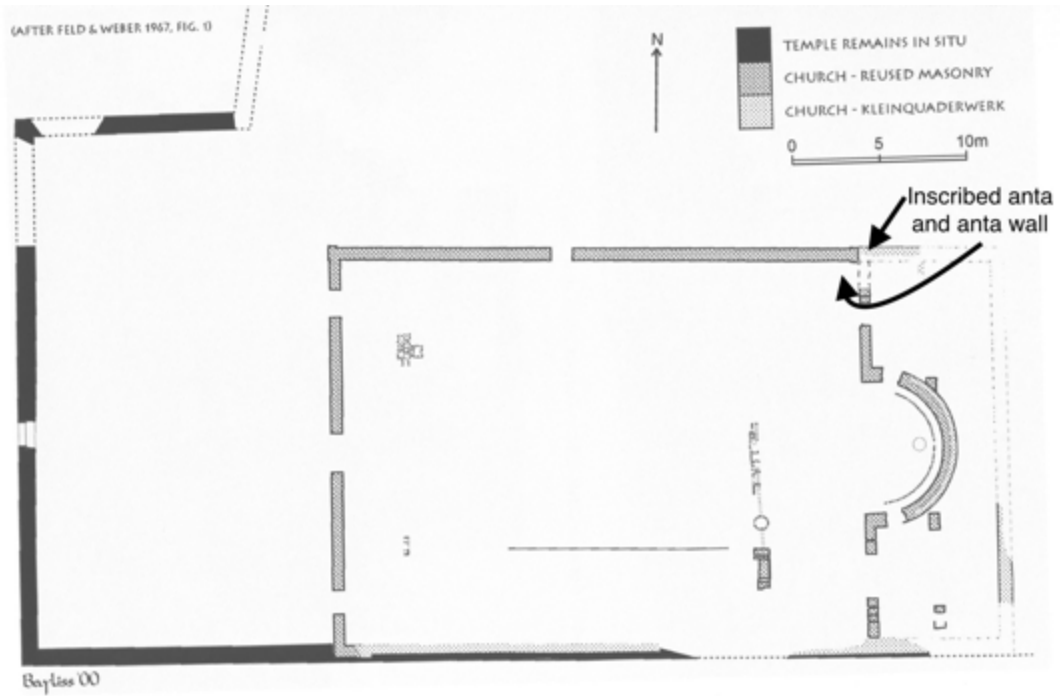 (AFTER FELD & WEBER 1967, FIG. 1)
N
TEMPLE REMAINS IN SITU
CHURCH - REUSED MASONRY
CHURCH - KLEINQUADERWERK
0 5 10m
Inscribed anta
and anta wall
Bayliss '00